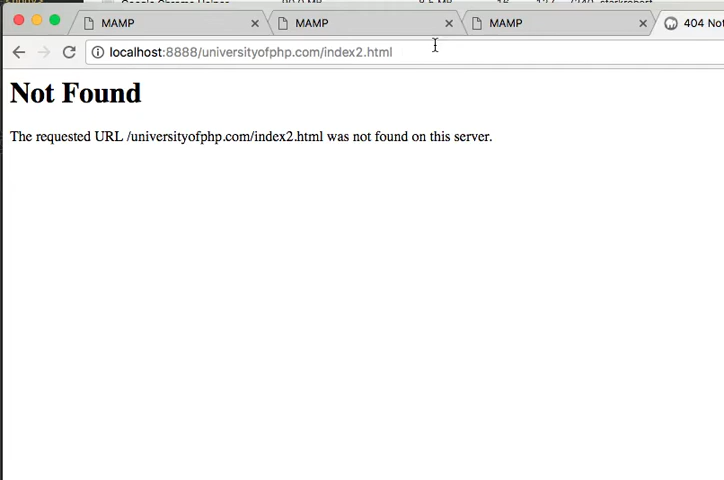 MAMP MAMP MAMP 404 Not
localhost:8888/universityofphp.com/index2.html
Not Found
The requested URL /universityofphp.com/index2.html was not found on this server.